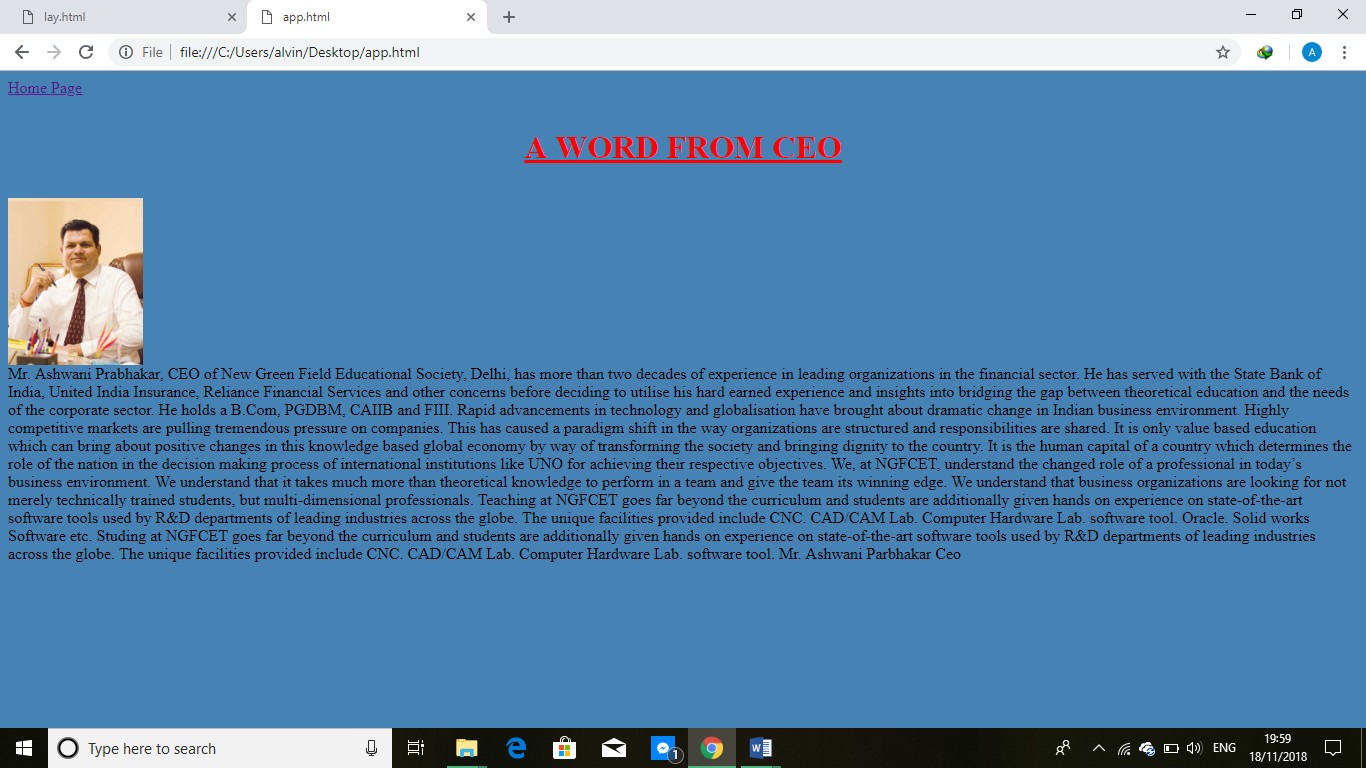 lay.html
app.html
File
file:///C:/Users/alvin/Desktop/app.html
A
Home Page
A WORD FROM CEO
Mr. Ashwani Prabhakar, CEO of New Green Field Educational Society, Delhi, has more than two decades of experience in leading organizations in the financial sector. He has served with the State Bank of
India, United India Insurance, Reliance Financial Services and other concerns before deciding to utilise his hard earned experience and insights into bridging the gap between theoretical education and the needs
of the corporate sector. He holds a B.Com, PGDBM, CAIIB and FIII. Rapid advancements in technology and globalisation have brought about dramatic change in Indian business environment. Highly
competitive markets are pulling tremendous pressure on companies. This has caused a paradigm shift in the way organizations are structured and responsibilities are shared. It is only value based education
which can bring about positive changes in this knowledge based global economy by way of transforming the society and bringing dignity to the country. It is the human capital of a country which determines the
role of the nation in the decision making process of international institutions like UNO for achieving their respective objectives. We, at NGFCET, understand the changed role of a professional in today’s
business environment. We understand that it takes much more than theoretical knowledge to perform in a team and give the team its winning edge. We understand that business organizations are looking for not
merely technically trained students, but multi-dimensional professionals. Teaching at NGFCET goes far beyond the curriculum and students are additionally given hands on experience on state-of-the-art
software tools used by R&D departments of leading industries across the globe. The unique facilities provided include CNC. CAD/CAM Lab. Computer Hardware Lab. software tool. Oracle. Solid works
Software etc. Studing at NGFCET goes far beyond the curriculum and students are additionally given hands on experience on state-of-the-art software tools used by R&D departments of leading industries
across the globe. The unique facilities provided include CNC. CAD/CAM Lab. Computer Hardware Lab. software tool. Mr. Ashwani Parbhakar Ceo
Type here to search
1
ENG
19:59
18/11/2018